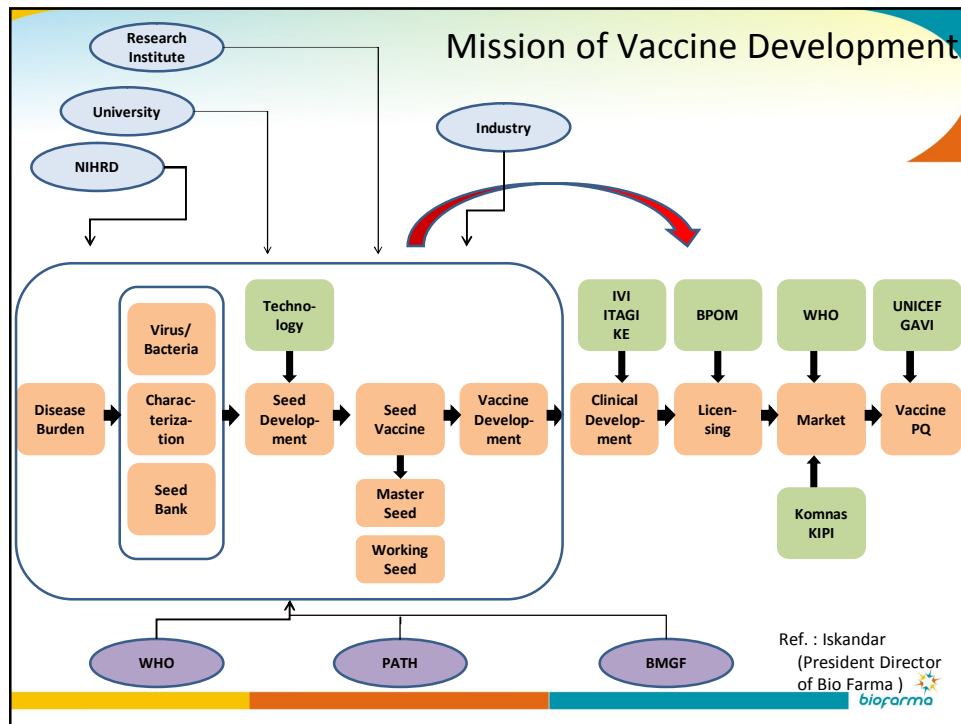 Mission of Vaccine Development
Research
Institute
University
NIHRD
Industry
Techno-
logy
IVI
ITAGI
KE
BPOM
WHO
UNICEF
GAVI
Virus/
Bacteria
Disease
Burden
Charac-
teriza-
tion
Seed
Develop-
ment
Seed
Vaccine
Vaccine
Develop-
ment
Clinical
Develop-
ment
Licen-
sing
Market
Vaccine
PQ
Seed
Bank
Master
Seed
Working
Seed
Komnas
KIPI
WHO
PATH
BMGF
Ref. : Iskandar
(President Director
of Bio Farma )
biofarma